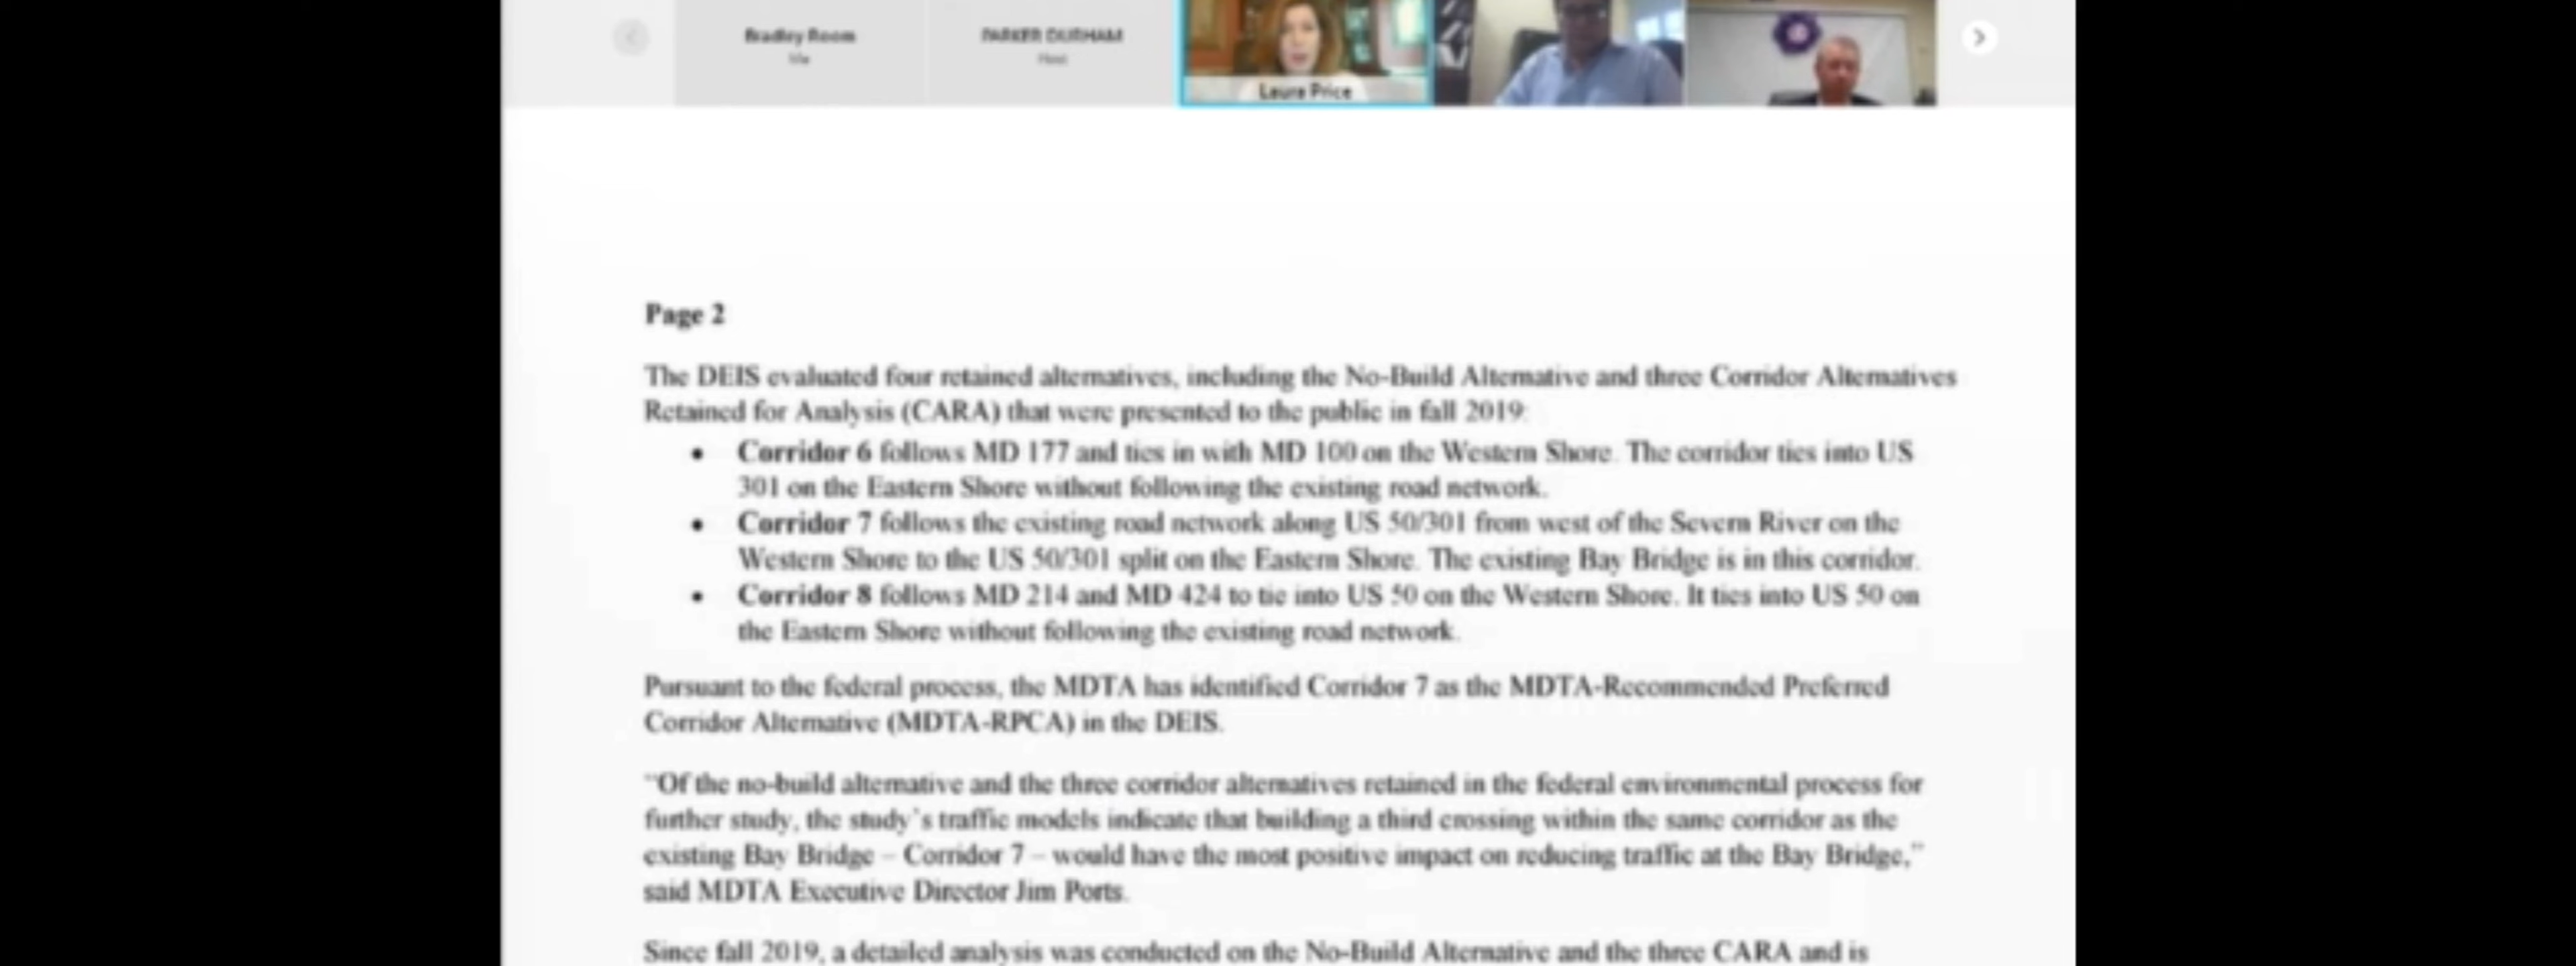 Bradley Room
Me
PARKER DURHAM
Host
Laura Price
Page 2
The DEIS evaluated four retained alternatives, including the No-Build Alternative and three Corridor Alternatives
Retained for Analysis (CARA) that were presented to the public in fall 2019:
• Corridor 6 follows MD 177 and ties in with MD 100 on the Western Shore. The corridor ties into US
301 on the Eastern Shore without following the existing road network.
• Corridor 7 follows the existing road network along US 50/301 from west of the Severn River on the
Western Shore to the US 50/301 split on the Eastern Shore. The existing Bay Bridge is in this corridor.
• Corridor 8 follows MD 214 and MD 424 to tie into US 50 on the Western Shore. It ties into US 50 on
the Eastern Shore without following the existing road network.
Pursuant to the federal process, the MDTA has identified Corridor 7 as the MDTA-Recommended Preferred
Corridor Alternative (MDTA-RPCA) in the DEIS.
“Of the no-build alternative and the three corridor alternatives retained in the federal environmental process for
further study, the study’s traffic models indicate that building a third crossing within the same corridor as the
existing Bay Bridge – Corridor 7 – would have the most positive impact on reducing traffic at the Bay Bridge,”
said MDTA Executive Director Jim Ports.
Since fall 2019, a detailed analysis was conducted on the No-Build Alternative and the three CARA and is